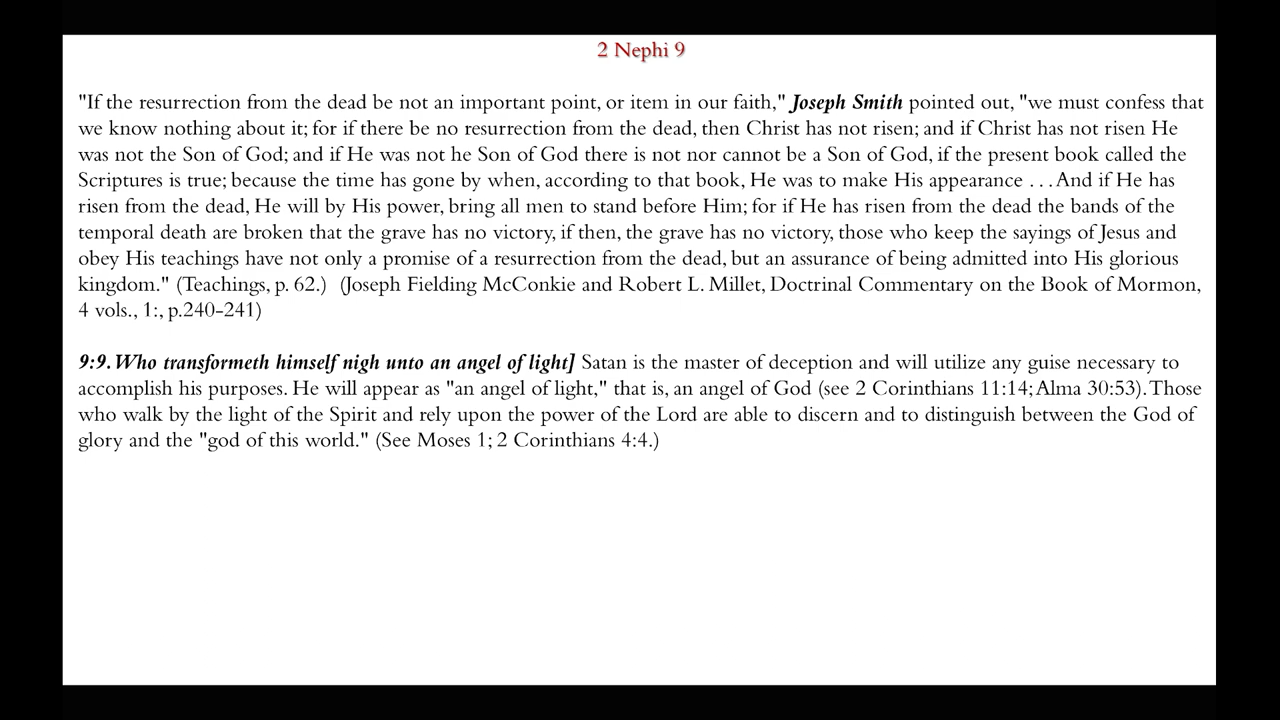 2 Nephi 9
"If the resurrection from the dead be not an important point, or item in our faith," Joseph Smith pointed out, "we must confess that
we know nothing about it; for if there be no resurrection from the dead, then Christ has not risen; and if Christ has not risen He
was not the Son of God; and if He was not he Son of God there is not nor cannot be a Son of God, if the present book called the
Scriptures is true; because the time has gone by when, according to that book, He was to make His appearance . . . And if He has
risen from the dead, He will by His power, bring all men to stand before Him; for if He has risen from the dead the bands of the
temporal death are broken that the grave has no victory, if then, the grave has no victory, those who keep the sayings of Jesus and
obey His teachings have not only a promise of a resurrection from the dead, but an assurance of being admitted into His glorious
kingdom." (Teachings, p. 62.)  (Joseph Fielding McConkie and Robert L. Millet, Doctrinal Commentary on the Book of Mormon,
4 vols., 1:, p.240-241)
9:9. Who transformeth himself nigh unto an angel of light] Satan is the master of deception and will utilize any guise necessary to
accomplish his purposes. He will appear as "an angel of light," that is, an angel of God (see 2 Corinthians 11:14; Alma 30:53). Those
who walk by the light of the Spirit and rely upon the power of the Lord are able to discern and to distinguish between the God of
glory and the "god of this world." (See Moses 1; 2 Corinthians 4:4.)